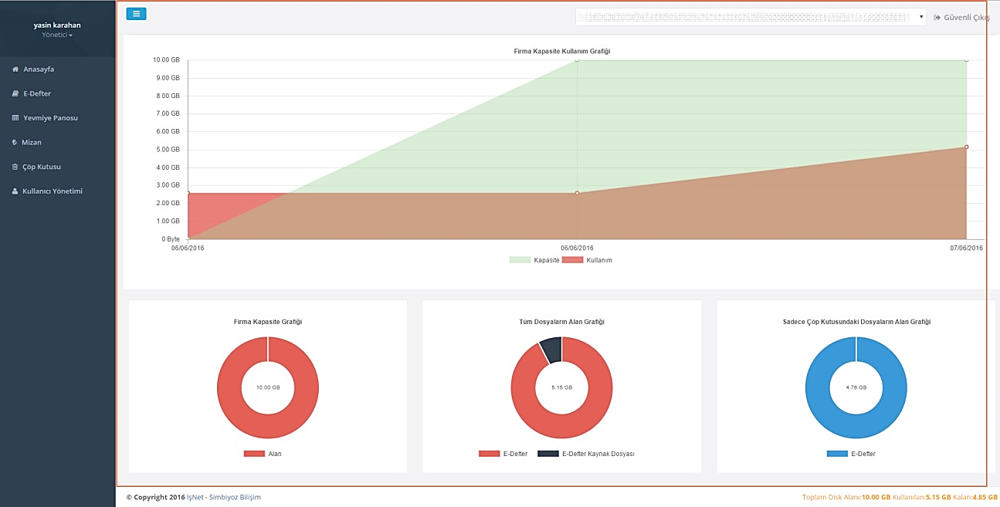 yasin karahan
Yönetici
Güvenli Çıkış
Anasayfa
E-Defter
Yevmiye Panosu
Mizan
Çöp Kutusu
Kullanıcı Yönetimi
Firma Kapasite Kullanım Grafiği
10.00 GB
9.00 GB
8.00 GB
7.00 GB
6.00 GB
5.00 GB
4.00 GB
3.00 GB
2.00 GB
1.00 GB
0 Byte
06/06/2016 06/06/2016 07/06/2016
Kapasite Kullanım
Firma Kapasite Grafiği
10.00 GB
Alan
Tüm Dosyaların Alan Grafiği
5.15 GB
E-Defter E-Defter Kaynak Dosyası
Sadece Çöp Kutusundaki Dosyaların Alan Grafiği
4.76 GB
E-Defter
© Copyright 2016 İşNet - Simbiyoz Bilişim
Toplam Disk Alanı:10.00 GB Kullanılan:5.15 GB Kalan:4.85 GB